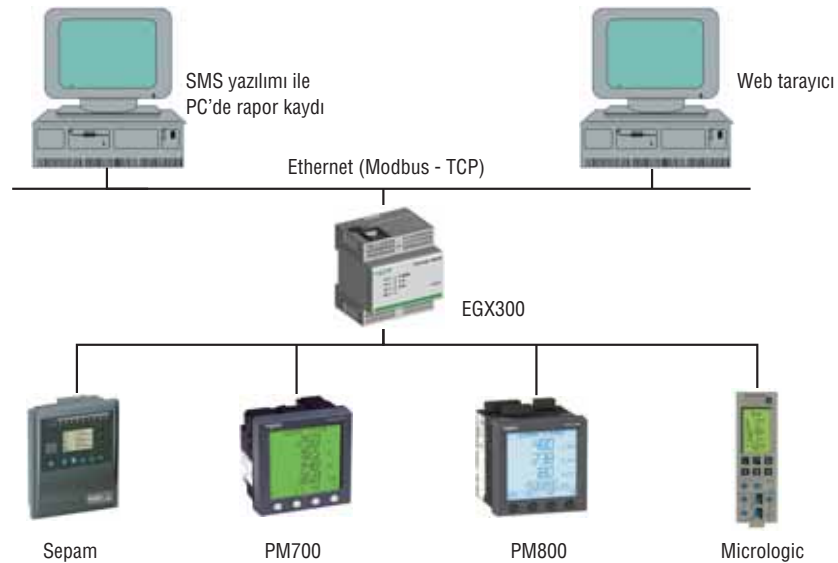 SMS yazılımı ile
PC'de rapor kaydı
Web tarayıcı
Ethernet (Modbus - TCP)
EGX300
Sepam
PM700
PM800
Micrologic